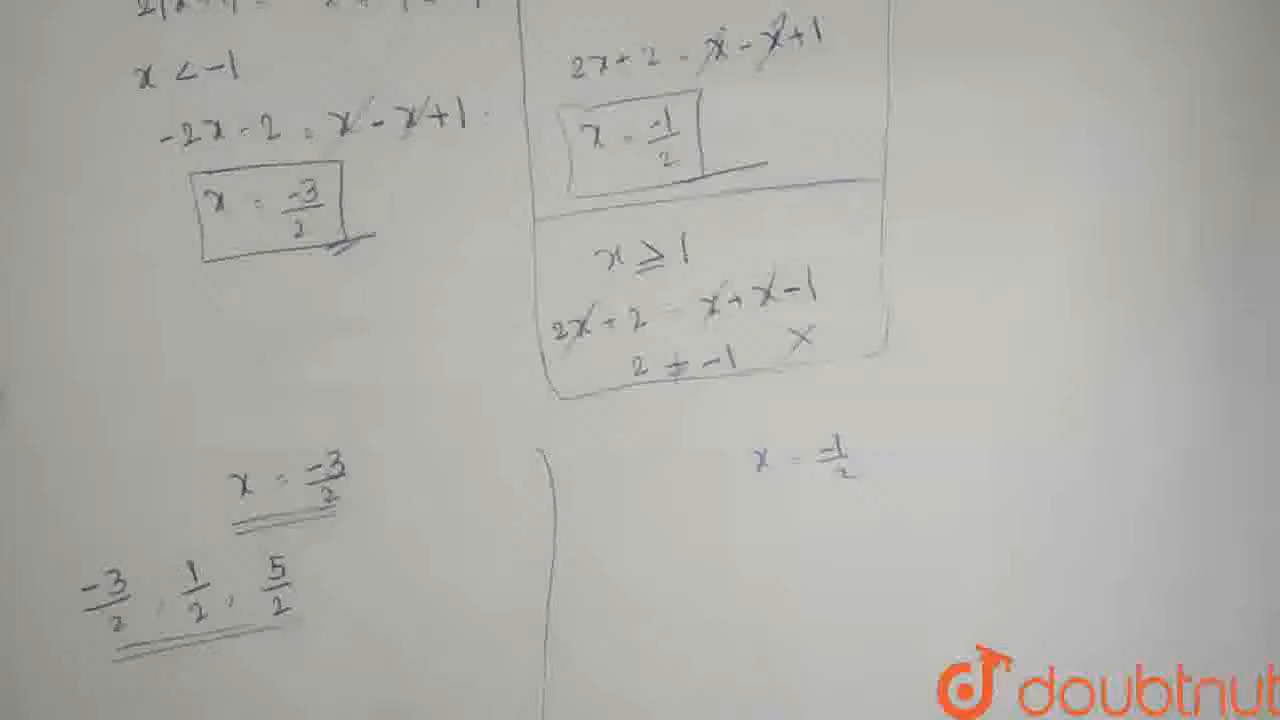 x < -1
-2x - 2 = x - x + 1
x = -3/2
2x + 2 = x - x + 1
x = -1/2
x ≥ 1
2x + 2 = x + x - 1
2 ≠ -1 ×
x = -3/2
-3/2, 1/2, 5/2
x = -1/2
doubtnut